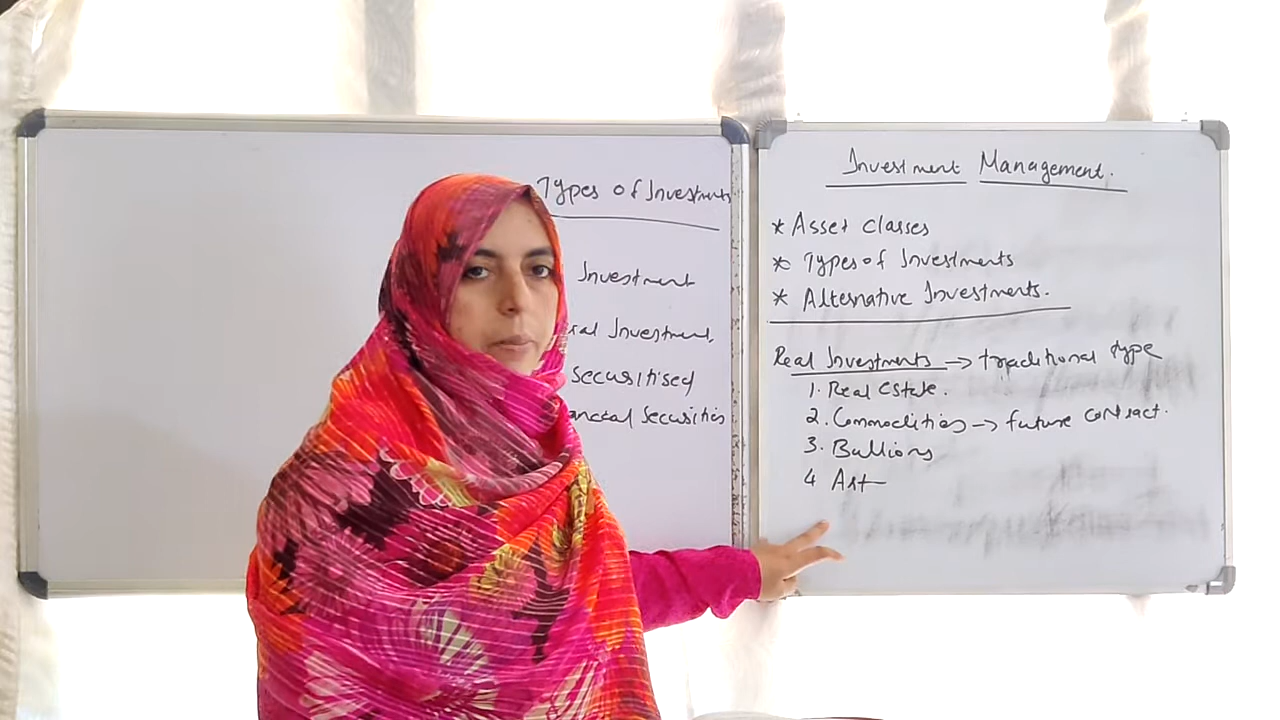 Types of Investments
Investment
ial Investment,
Securitised
ancial Securities
Investment Management.
* Asset classes
* Types of Investments
* Alternative Investments.
Real Investments → traditional type
1. Real Estate.
2. Commodities → future contract.
3. Bullions
4 Art